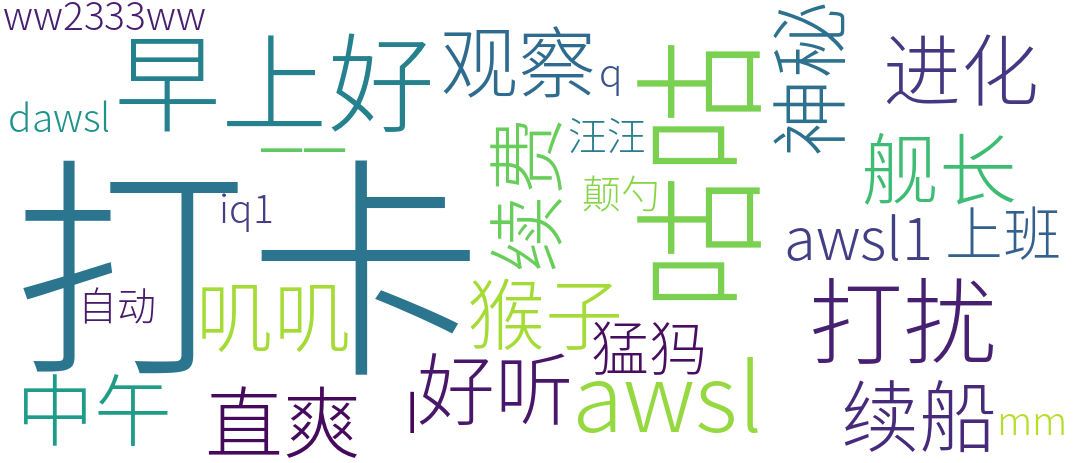 ww2333ww
早上好
观察
q
神秘
进化
dawsl
一一
汪汪
咕咕
续费
颠勺
舰长
打卡
iq1
awsl1
上班
自动
叽叽
猴子
猛犸
打扰
中午
直爽
好听
awsl
续船
mm